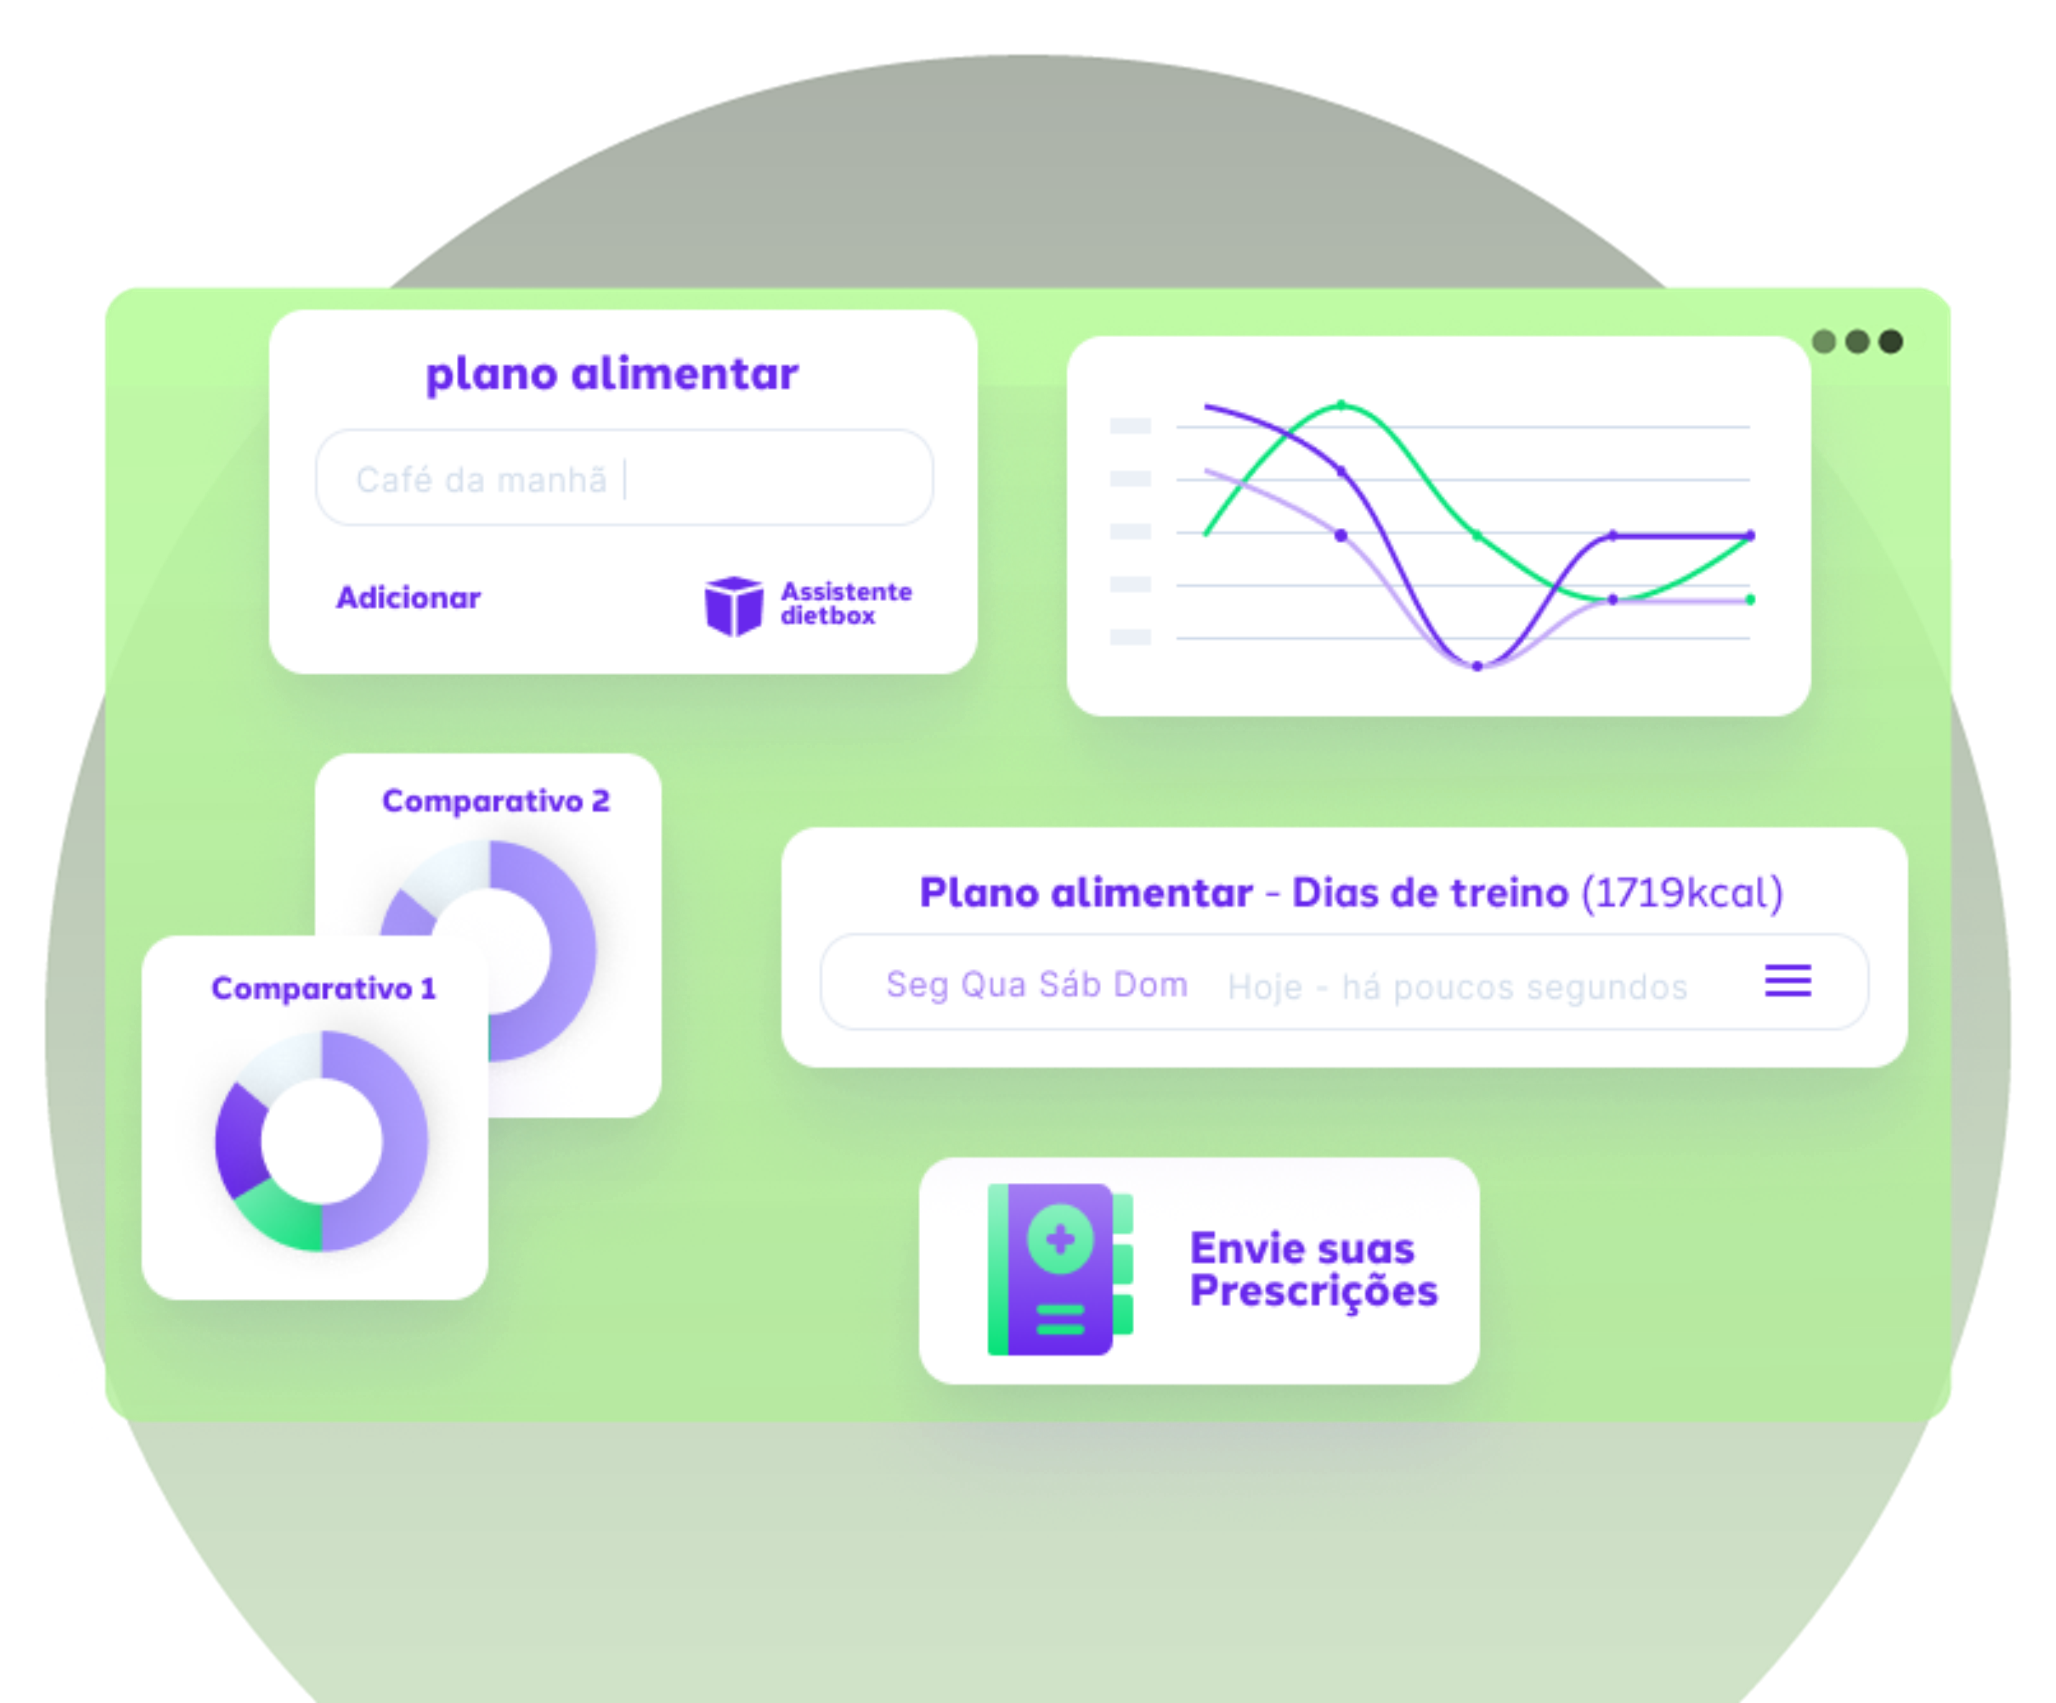 plano alimentar
Café da manhã
Adicionar
Assistente
dietbox
Comparativo 2
Comparativo 1
Plano alimentar - Dias de treino (1719kcal)
Seg Qua Sáb Dom Hoje - há poucos segundos
Envie suas
Prescrições